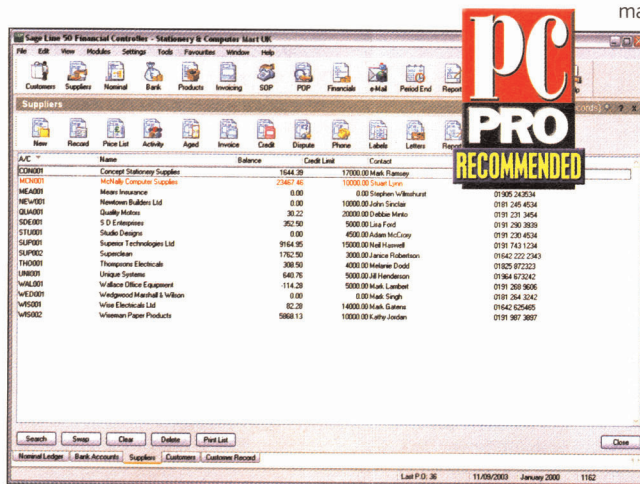 ma
Sage Line 50 Financial Controller - Stationery & Computer Mart UK
File Edit View Modules Settings Tools Favourites Window Help
Customers Suppliers Nominal Bank Products Invoicing SOP POP Financials e-Mail Period End Report
Suppliers
New Record Price List Activity Aged Invoice Credit Dispute Phone Labels Letters Report
PC
PRO
RECOMMENDED
A/C Name Balance Credit Limit Contact
CON001 Concept Stationery Supplies 1644.39 17000.00 Mark Ramsey
MCN001 McNally Computer Supplies 23467.46 10000.00 Stuart Lynn
MEA001 Mears Insurance 0.00 0.00 Stephen Wilmshurst 01905 243534
NEW001 Newtown Builders Ltd 0.00 10000.00 John Sinclair 0181 245 4534
QUA001 Quality Motors 30.22 20000.00 Debbie Minto 0191 231 3454
SDE001 S D Enterprises 352.50 5000.00 Lisa Ford 0191 290 3939
STU001 Studio Designs 0.00 4500.00 Adam McCrory 0191 230 4534
SUP001 Superior Technologies Ltd 9164.95 15000.00 Neil Haxwell 0191 743 1234
SUP002 Superclean 1762.50 3000.00 Janice Robertson 01642 222 2343
THO001 Thompsons Electricals 308.50 4000.00 Melanie Dodd 01825 872323
UNI001 Unique Systems 640.76 5000.00 Jill Henderson 01964 673242
WAL001 Wallace Office Equipment -114.28 5000.00 Mark Lambert 0191 268 9606
WED001 Wedgwood Marshall & Wilson 0.00 0.00 Mark Singh 0181 264 3242
WIS001 Wise Electricals Ltd 82.28 14000.00 Mark Gatens 01642 625465
WIS002 Wiseman Paper Products 5868.13 10000.00 Kathy Jordan 0191 987 3897
Search Swap Clear Delete Print List Close
Nominal Ledger Bank Accounts Suppliers Customers Customer Record
Last P.O. 36 11/09/2003 January 2000 1162